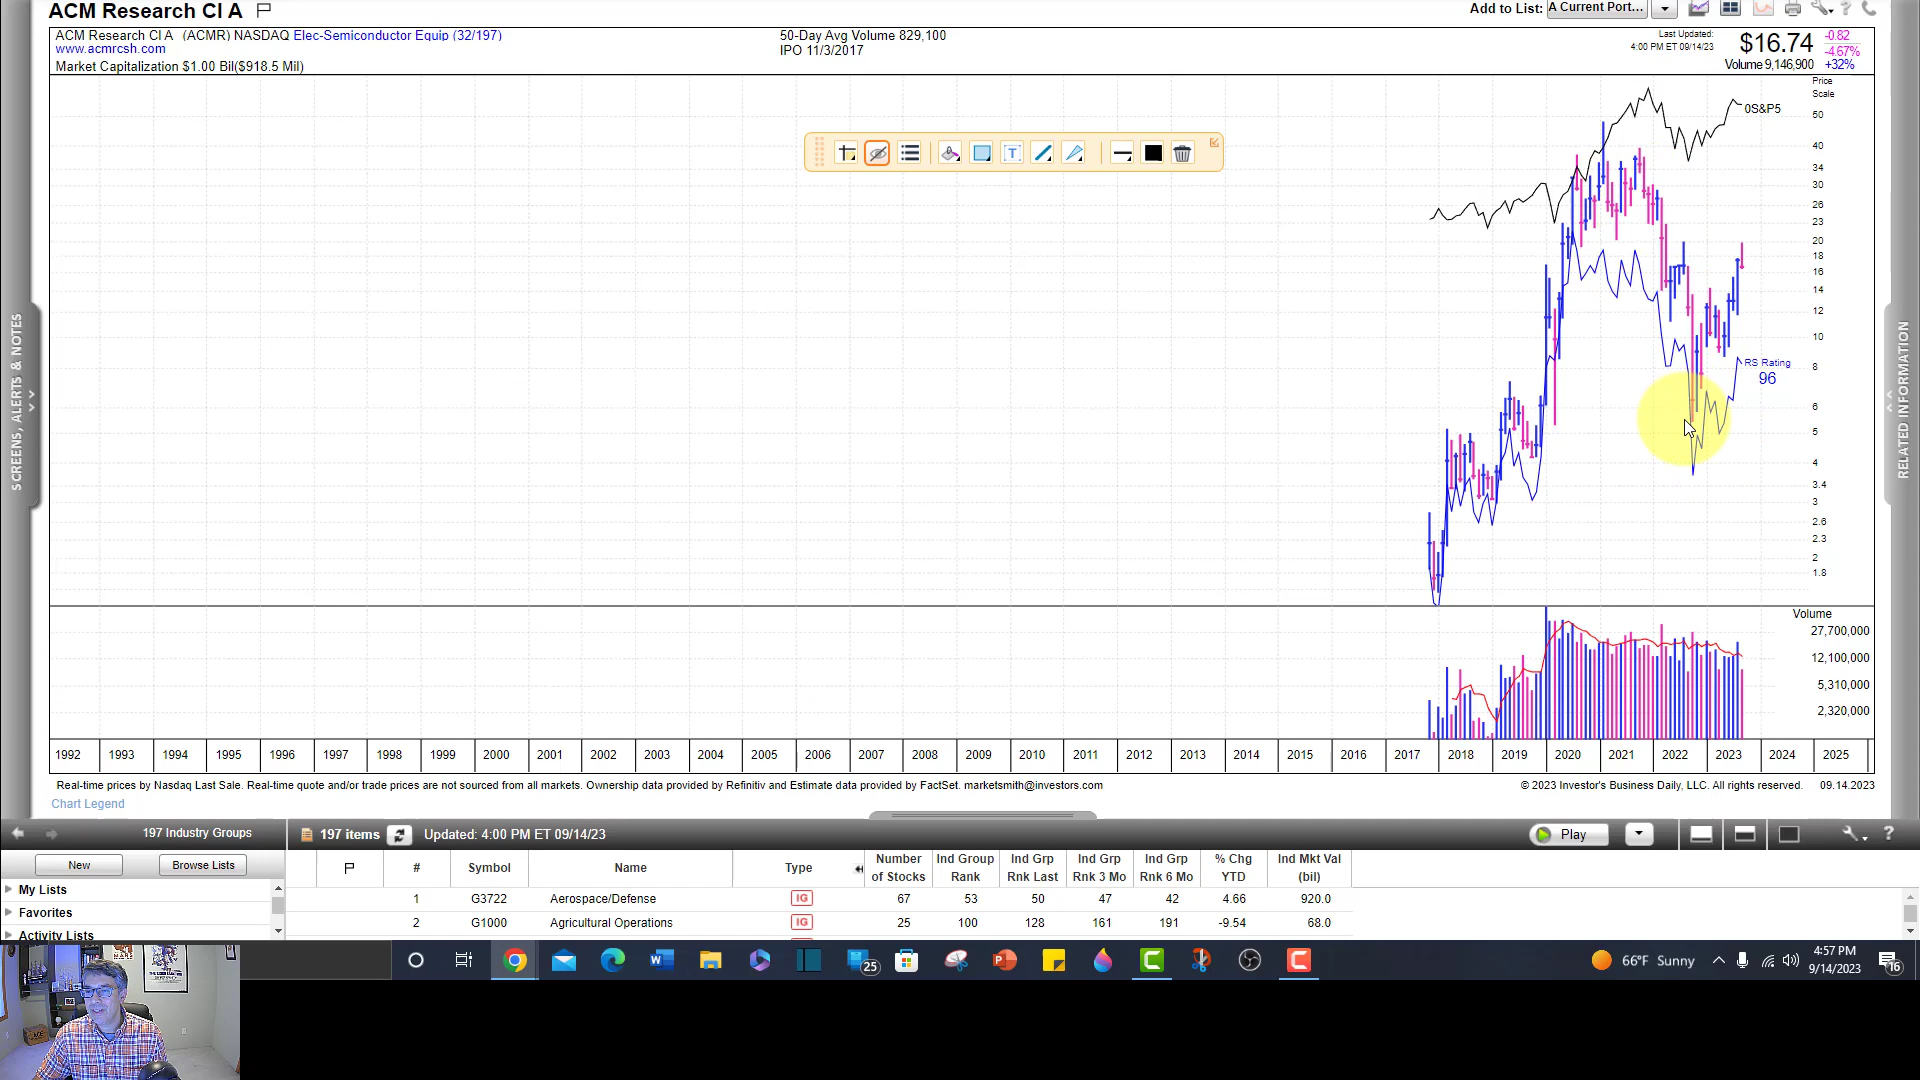 ACM Research Cl A
Add to List: A Current Port...
ACM Research Cl A (ACMR) NASDAQ Elec-Semiconductor Equip (32/197)
www.acmrcsh.com
Market Capitalization $1.00 Bil($918.5 Mil)
50-Day Avg Volume 829,100
IPO 11/3/2017
Last Updated:
4:00 PM ET 09/14/23
$16.74
-0.82
-4.67%
Volume 9,146,900 +32%
Price
Scale
50
40
34
30
26
23
20
18
16
14
12
10
8
6
5
4
3.4
3
2.6
2.3
2
1.8
0S&P5
RS Rating
96
T
Volume
27,700,000
12,100,000
5,310,000
2,320,000
1992 1993 1994 1995 1996 1997 1998 1999 2000 2001 2002 2003 2004 2005 2006 2007 2008 2009 2010 2011 2012 2013 2014 2015 2016 2017 2018 2019 2020 2021 2022 2023 2024 2025
Real-time prices by Nasdaq Last Sale. Real-time quote and/or trade prices are not sourced from all markets. Ownership data provided by Refinitiv and Estimate data provided by FactSet. marketsmith@investors.com
© 2023 Investor's Business Daily, LLC. All rights reserved. 09.14.2023
Chart Legend
SCREENS, ALERTS & NOTES
RELATED INFORMATION
197 Industry Groups
197 items Updated: 4:00 PM ET 09/14/23
Play
?
New Browse Lists
My Lists
Favorites
Activity Lists
# Symbol Name Type Number of Stocks Ind Group Rank Ind Grp Rnk Last Ind Grp Rnk 3 Mo Ind Grp Rnk 6 Mo % Chg YTD Ind Mkt Val (bil)
1 G3722 Aerospace/Defense IG 67 53 50 47 42 4.66 920.0
2 G1000 Agricultural Operations IG 25 100 128 161 191 -9.54 68.0
25
66°F Sunny
4:57 PM
9/14/2023
16